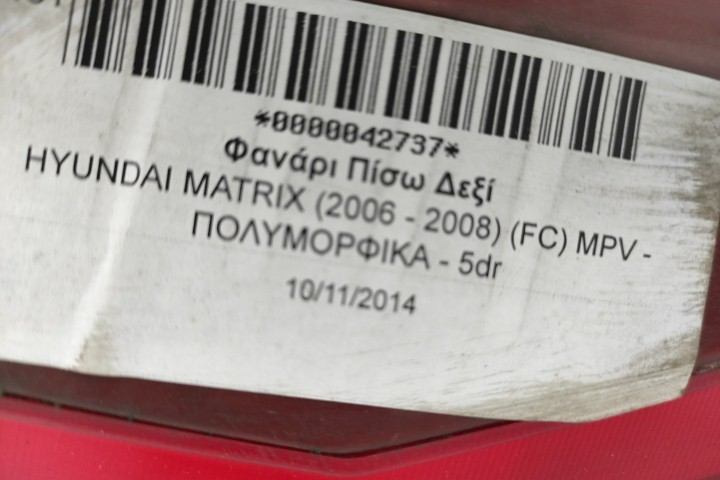 *0000042737*
Φανάρι Πίσω Δεξί
HYUNDAI MATRIX (2006 - 2008) (FC) MPV -
ΠΟΛΥΜΟΡΦΙΚΑ - 5dr
10/11/2014